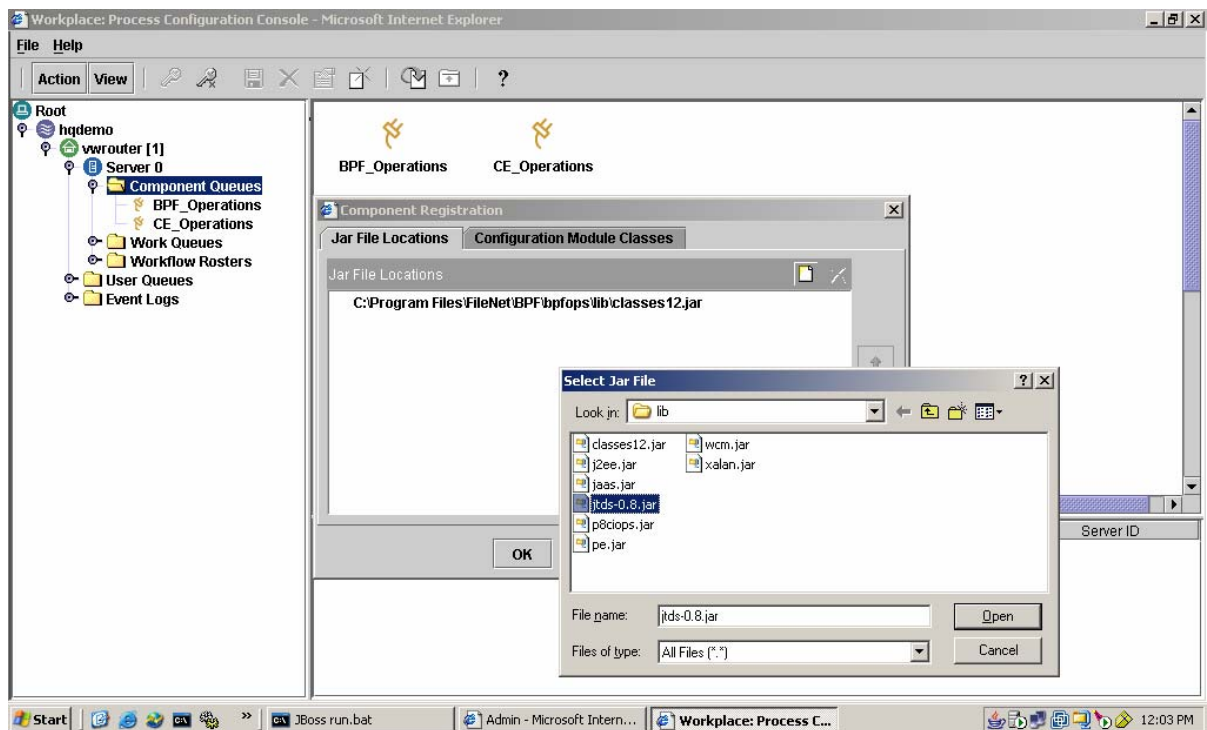 Workplace: Process Configuration Console - Microsoft Internet Explorer
File Help
Action View ?
Root
hqdemo
vwrouter [1]
Server 0
Component Queues
BPF_Operations
CE_Operations
Work Queues
Workflow Rosters
User Queues
Event Logs
BPF_Operations CE_Operations
Component Registration
Jar File Locations Configuration Module Classes
Jar File Locations
C:\Program Files\FileNet\BPF\bpfops\lib\classes12.jar
OK
Select Jar File
Look in: lib
classes12.jar wcm.jar
j2ee.jar xalan.jar
jaas.jar
jtds-0.8.jar
p8ciops.jar
pe.jar
File name: jtds-0.8.jar Open
Files of type: All Files (*.*) Cancel
Server ID
Start JBoss run.bat Admin - Microsoft Intern... Workplace: Process C... 12:03 PM